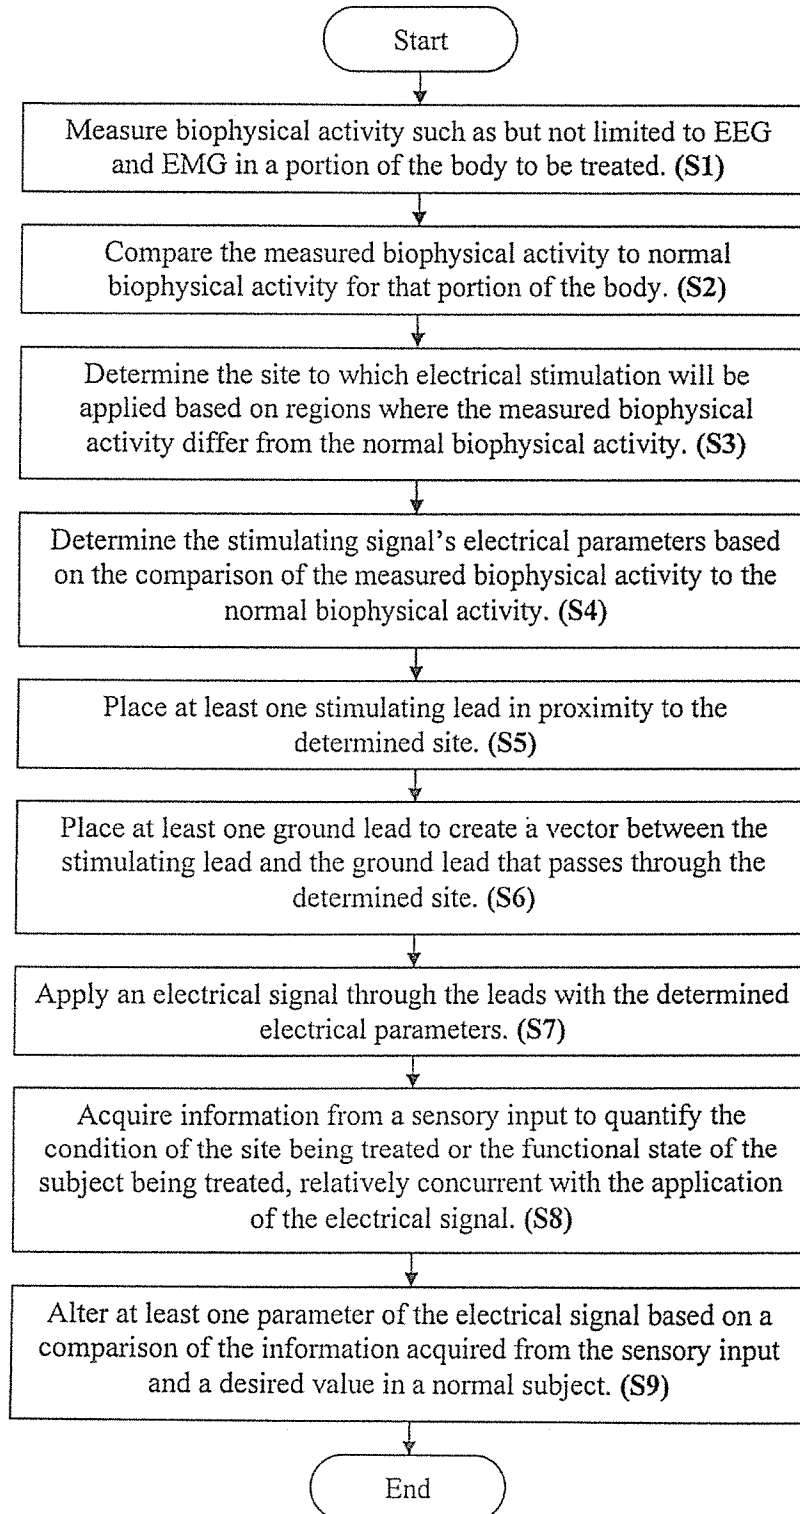 Start
Measure biophysical activity such as but not limited to EEG
and EMG in a portion of the body to be treated. (S1)
Compare the measured biophysical activity to normal
biophysical activity for that portion of the body. (S2)
Determine the site to which electrical stimulation will be
applied based on regions where the measured biophysical
activity differ from the normal biophysical activity. (S3)
Determine the stimulating signal's electrical parameters based
on the comparison of the measured biophysical activity to the
normal biophysical activity. (S4)
Place at least one stimulating lead in proximity to the
determined site. (S5)
Place at least one ground lead to create a vector between the
stimulating lead and the ground lead that passes through the
determined site. (S6)
Apply an electrical signal through the leads with the determined
electrical parameters. (S7)
Acquire information from a sensory input to quantify the
condition of the site being treated or the functional state of the
subject being treated, relatively concurrent with the application
of the electrical signal. (S8)
Alter at least one parameter of the electrical signal based on a
comparison of the information acquired from the sensory input
and a desired value in a normal subject. (S9)
End